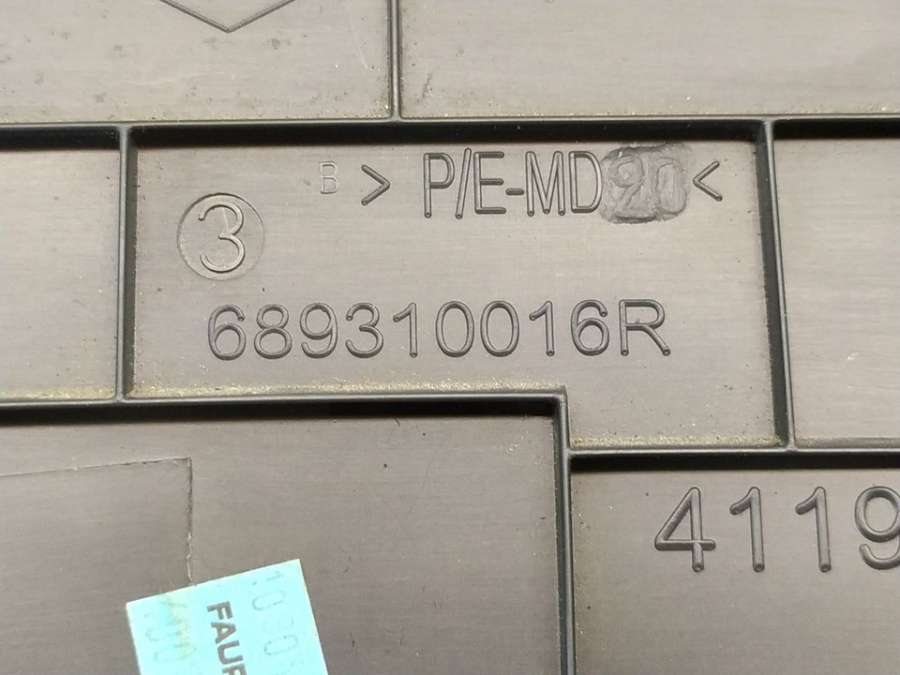 B > P/E-MD20 <
3
689310016R
4119
FAUR